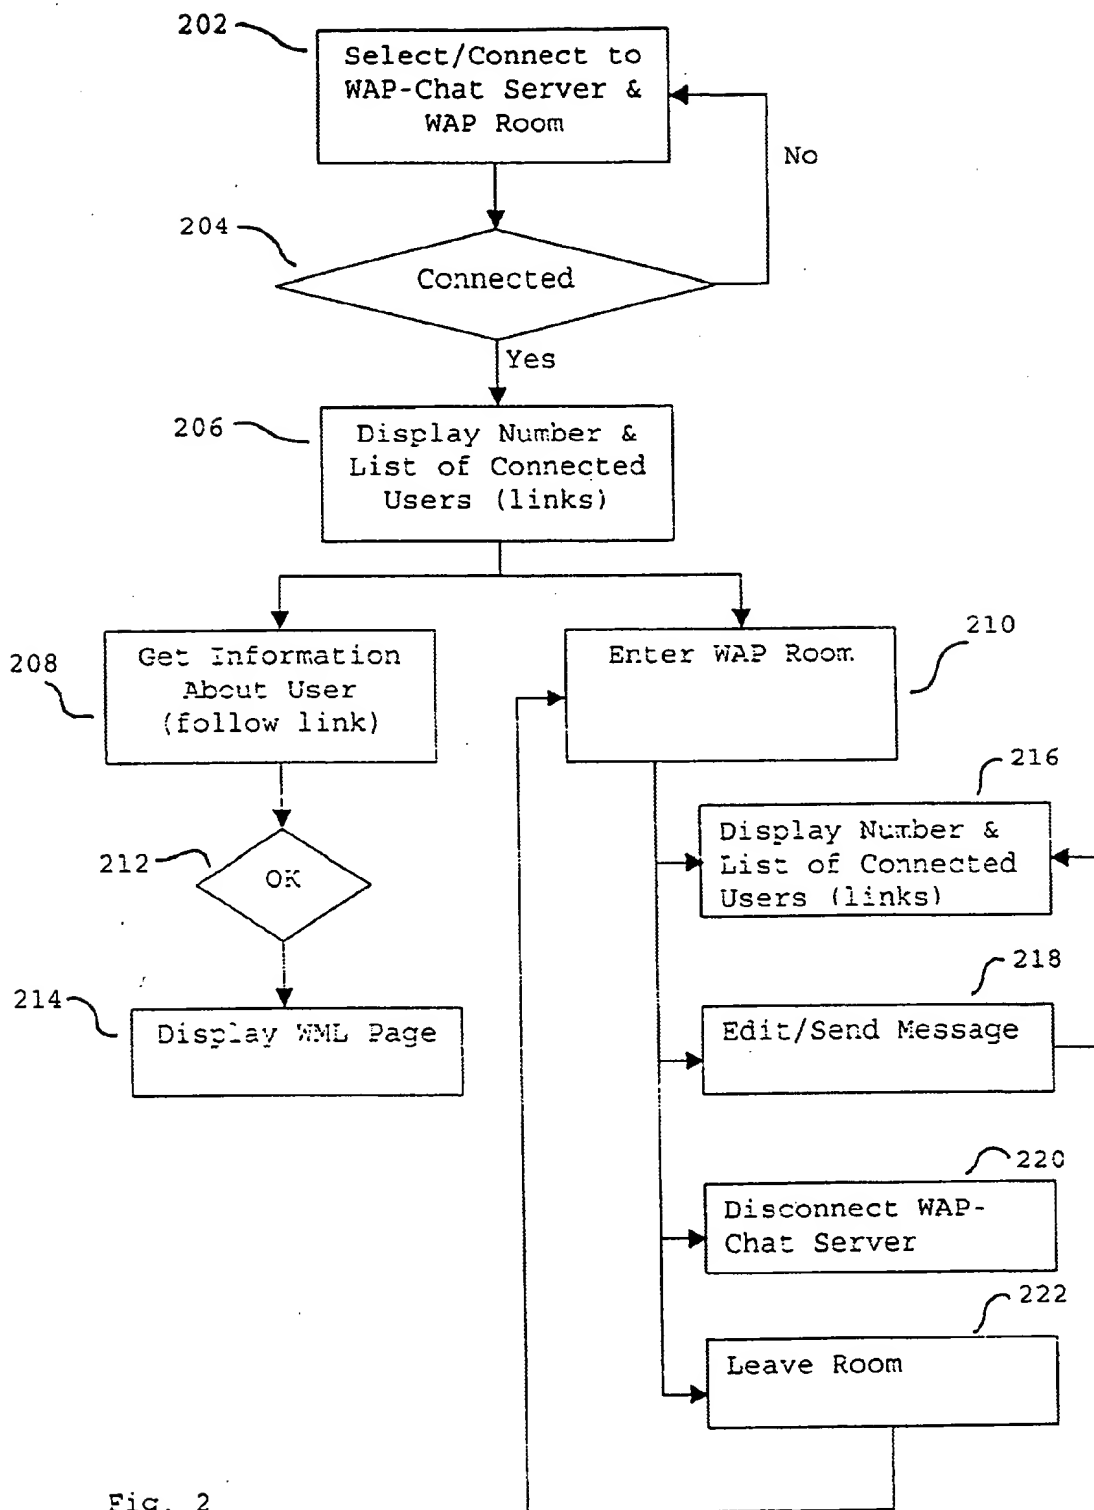 202
Select/Connect to
WAP-Chat Server &
WAP Room
No
204
Connected
Yes
206
Display Number &
List of Connected
Users (links)
208
Get Information
About User
(follow link)
210
Enter WAP Room
212
OK
216
Display Number &
List of Connected
Users (links)
214
Display WML Page
218
Edit/Send Message
220
Disconnect WAP-
Chat Server
222
Leave Room
Fig. 2